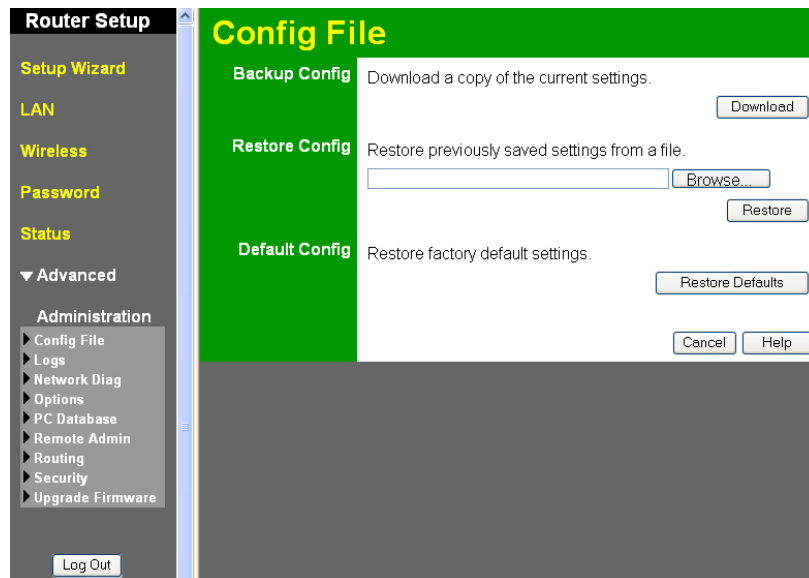 Router Setup
Setup Wizard
LAN
Wireless
Password
Status
Advanced
Administration
Config File
Logs
Network Diag
Options
PC Database
Remote Admin
Routing
Security
Upgrade Firmware
Log Out
Config File
Backup Config
Download a copy of the current settings.
Download
Restore Config
Restore previously saved settings from a file.
Browse...
Restore
Default Config
Restore factory default settings.
Restore Defaults
Cancel
Help